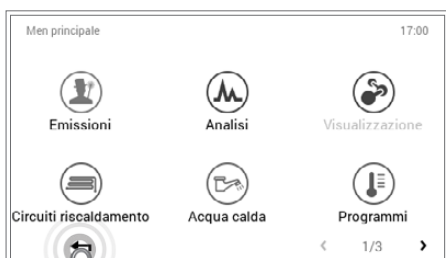 Men principale 17:00
Emissioni Analisi Visualizzazione
Circuiti riscaldamento Acqua calda Programmi
1/3